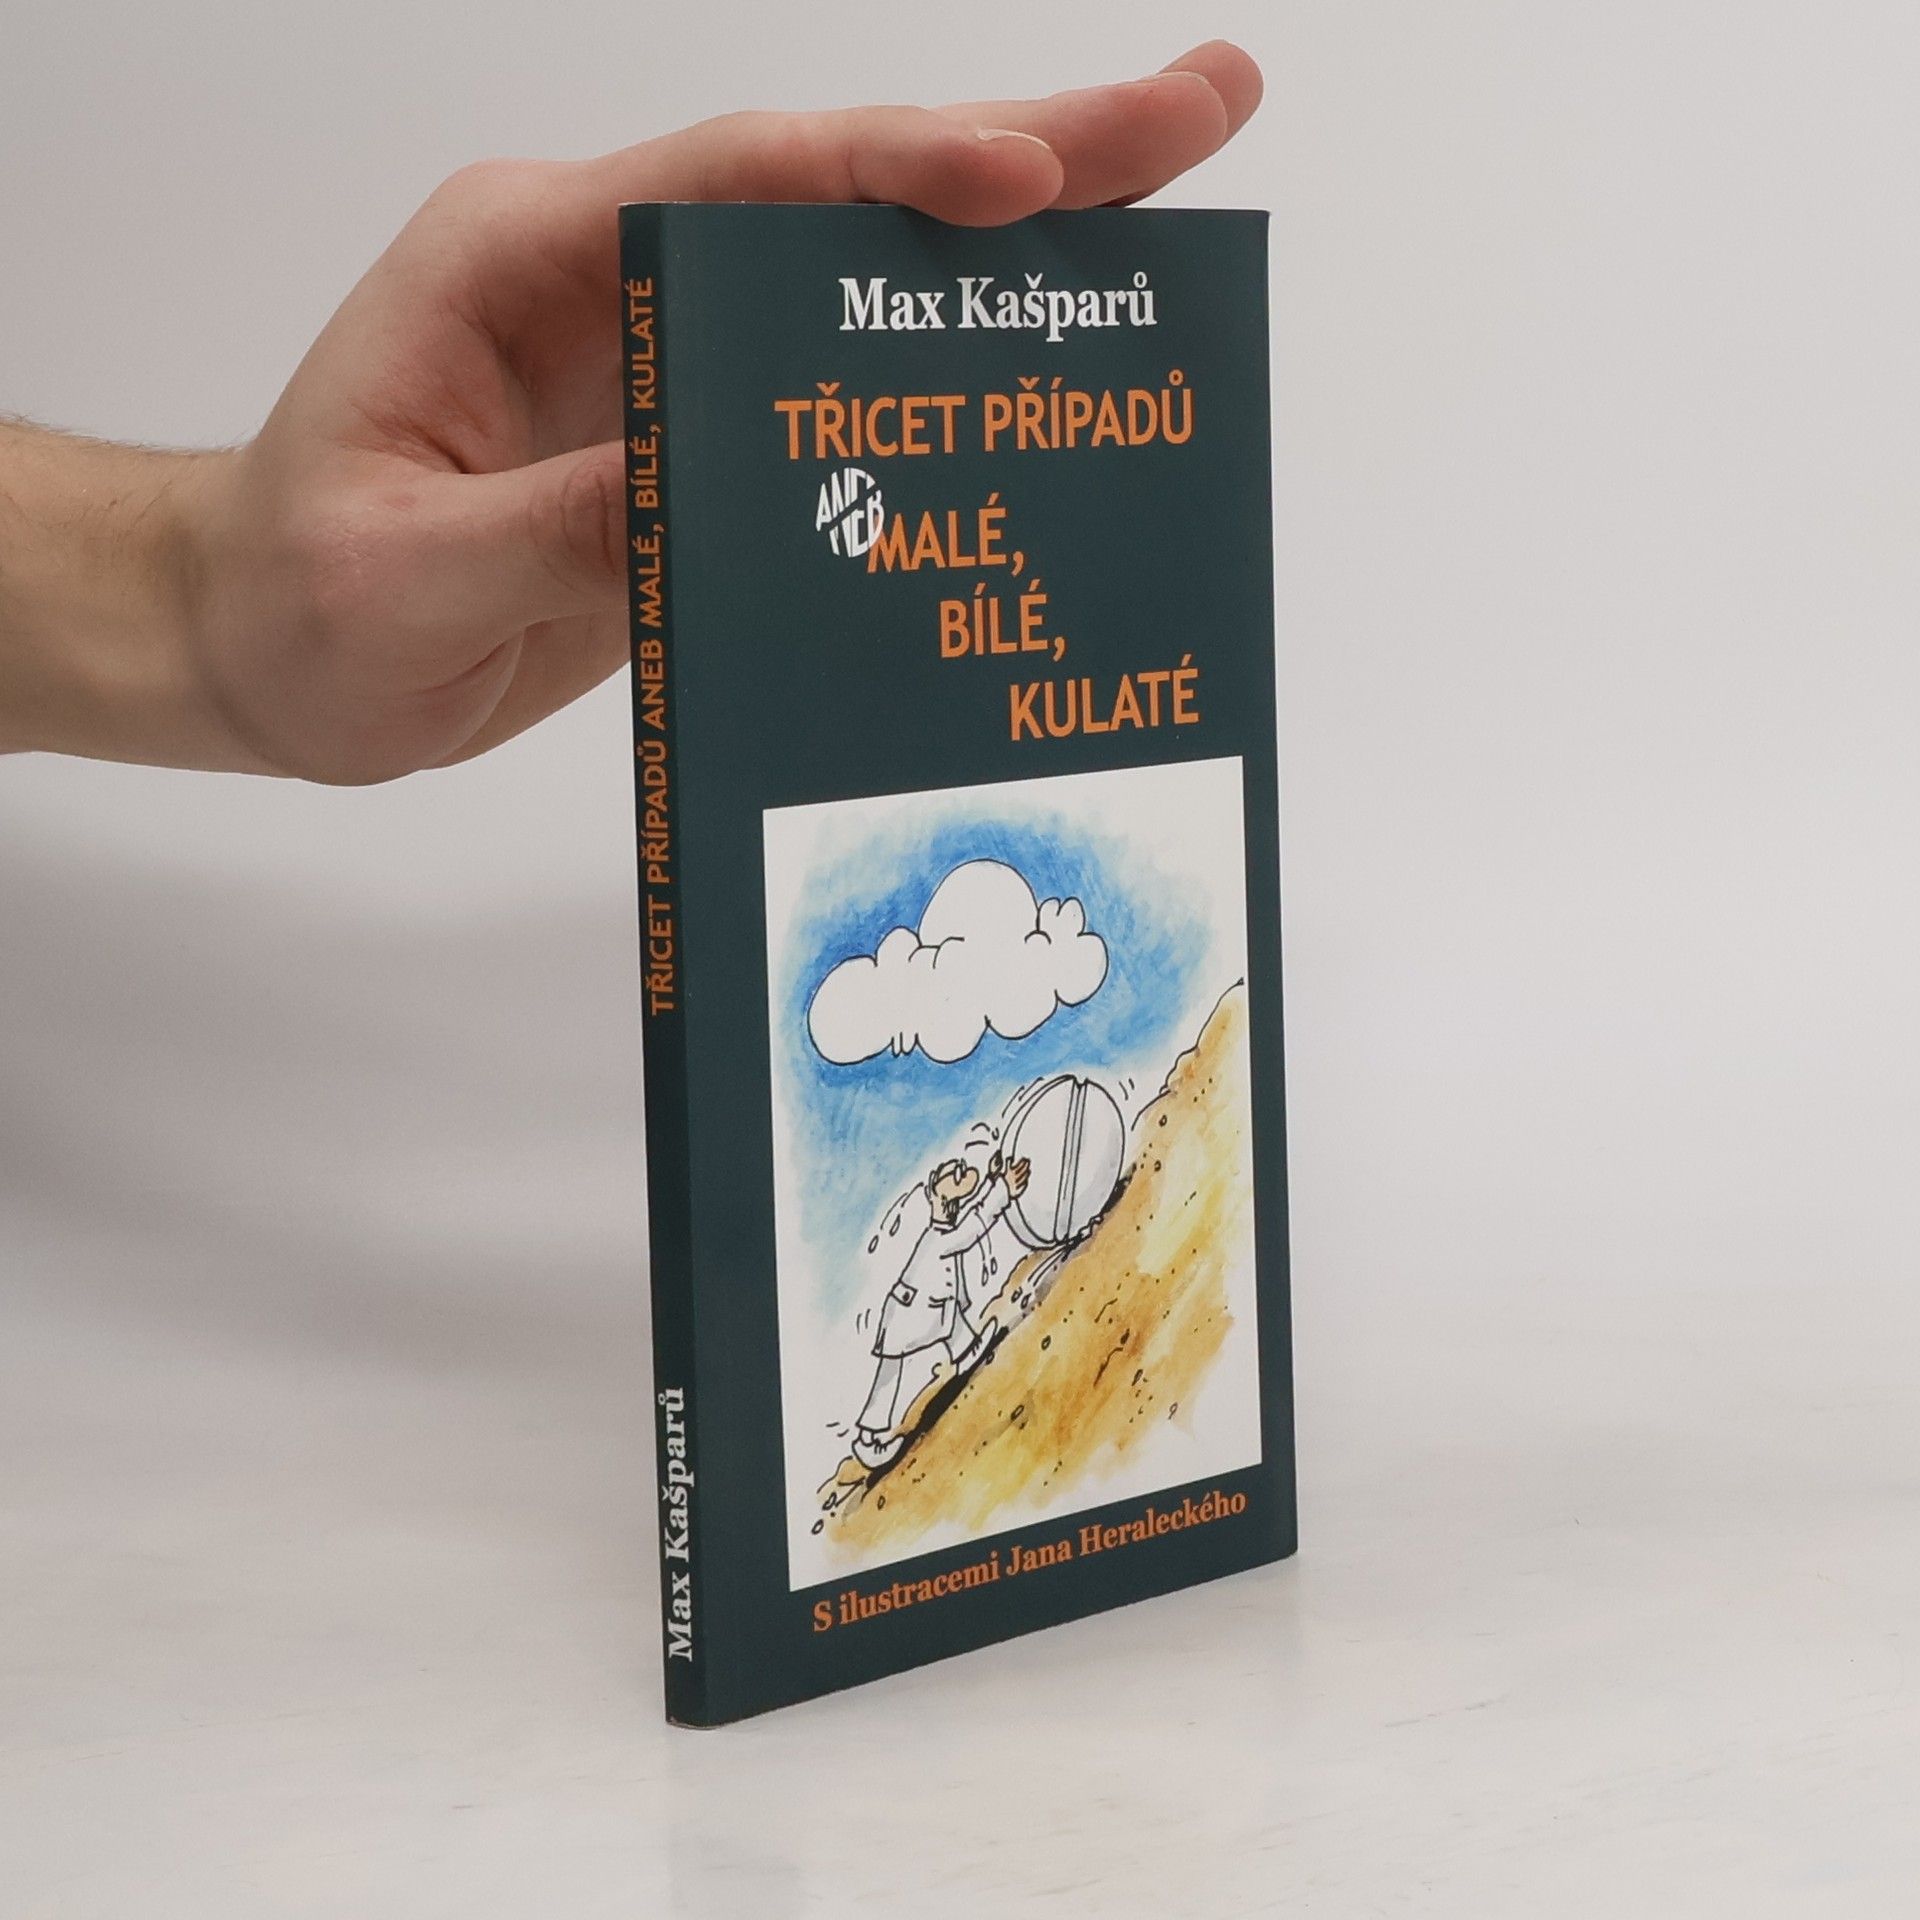 Max Kašparů
TŘICET PŘÍPADŮ
ANEB
MALÉ,
BÍLÉ,
KULATÉ
S ilustracemi Jana Heraleckého
TŘICET PŘÍPADŮ ANEB MALÉ, BÍLÉ, KULATÉ
Max Kašparů